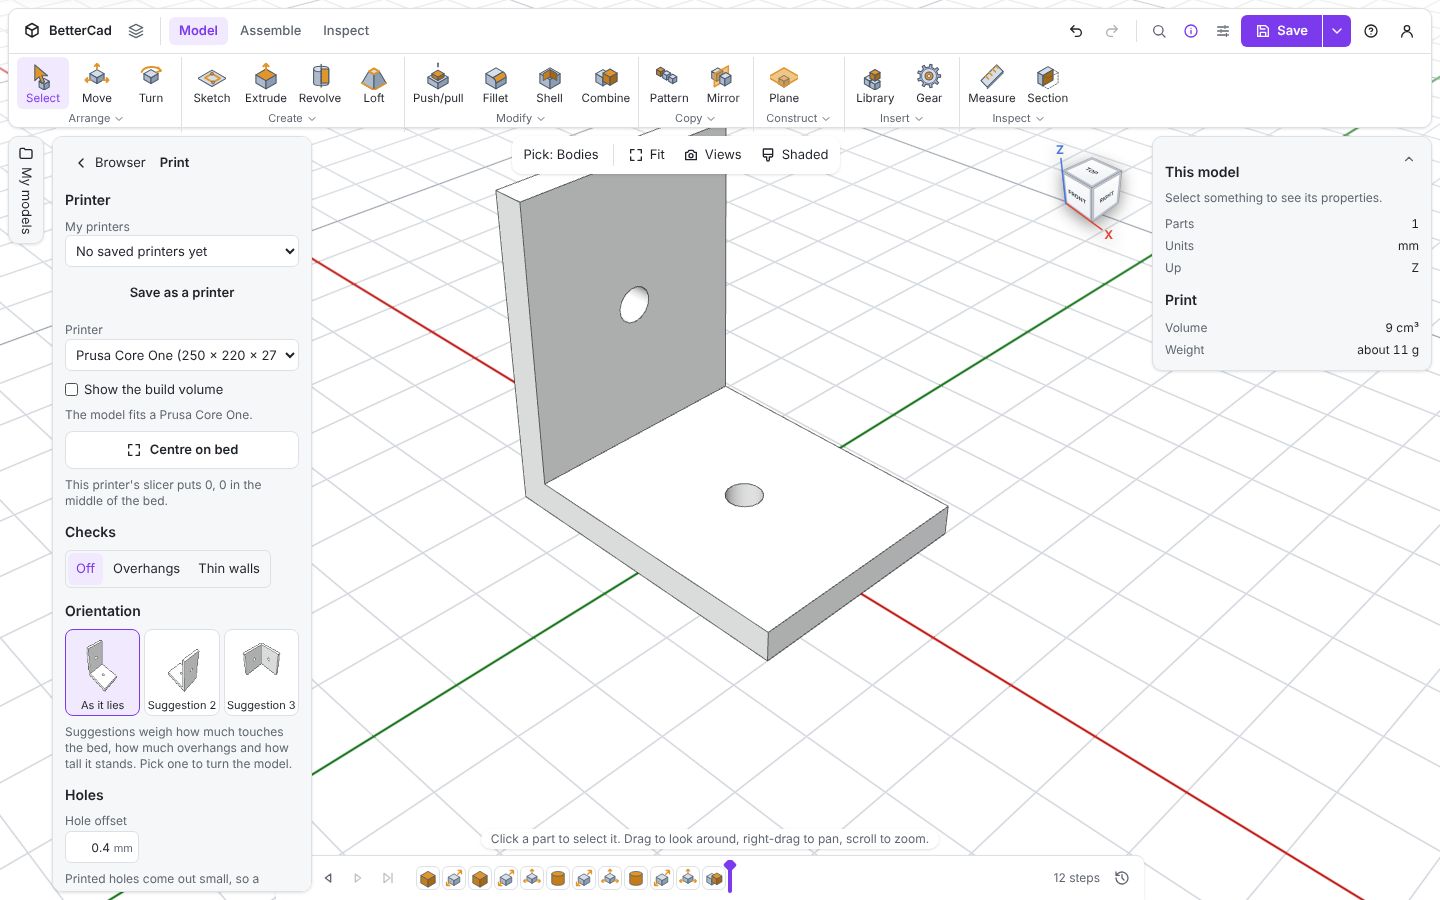 BetterCad
Model
Assemble
Inspect
Save
Select
Move
Turn
Sketch
Extrude
Revolve
Loft
Push/pull
Fillet
Shell
Combine
Pattern
Mirror
Plane
Library
Gear
Measure
Section
Arrange
Create
Modify
Copy
Construct
Insert
Inspect
My models
Browser
Print
Printer
My printers
No saved printers yet
Save as a printer
Printer
Prusa Core One (250 × 220 × 27
Show the build volume
The model fits a Prusa Core One.
Centre on bed
This printer's slicer puts 0, 0 in the
middle of the bed.
Checks
Off
Overhangs
Thin walls
Orientation
As it lies
Suggestion 2
Suggestion 3
Suggestions weigh how much touches
the bed, how much overhangs and how
tall it stands. Pick one to turn the model.
Holes
Hole offset
0.4 mm
Printed holes come out small, so a
Pick: Bodies
Fit
Views
Shaded
Z
TOP
FRONT
RIGHT
X
This model
Select something to see its properties.
Parts 1
Units mm
Up Z
Print
Volume 9 cm³
Weight about 11 g
Click a part to select it. Drag to look around, right-drag to pan, scroll to zoom.
12 steps